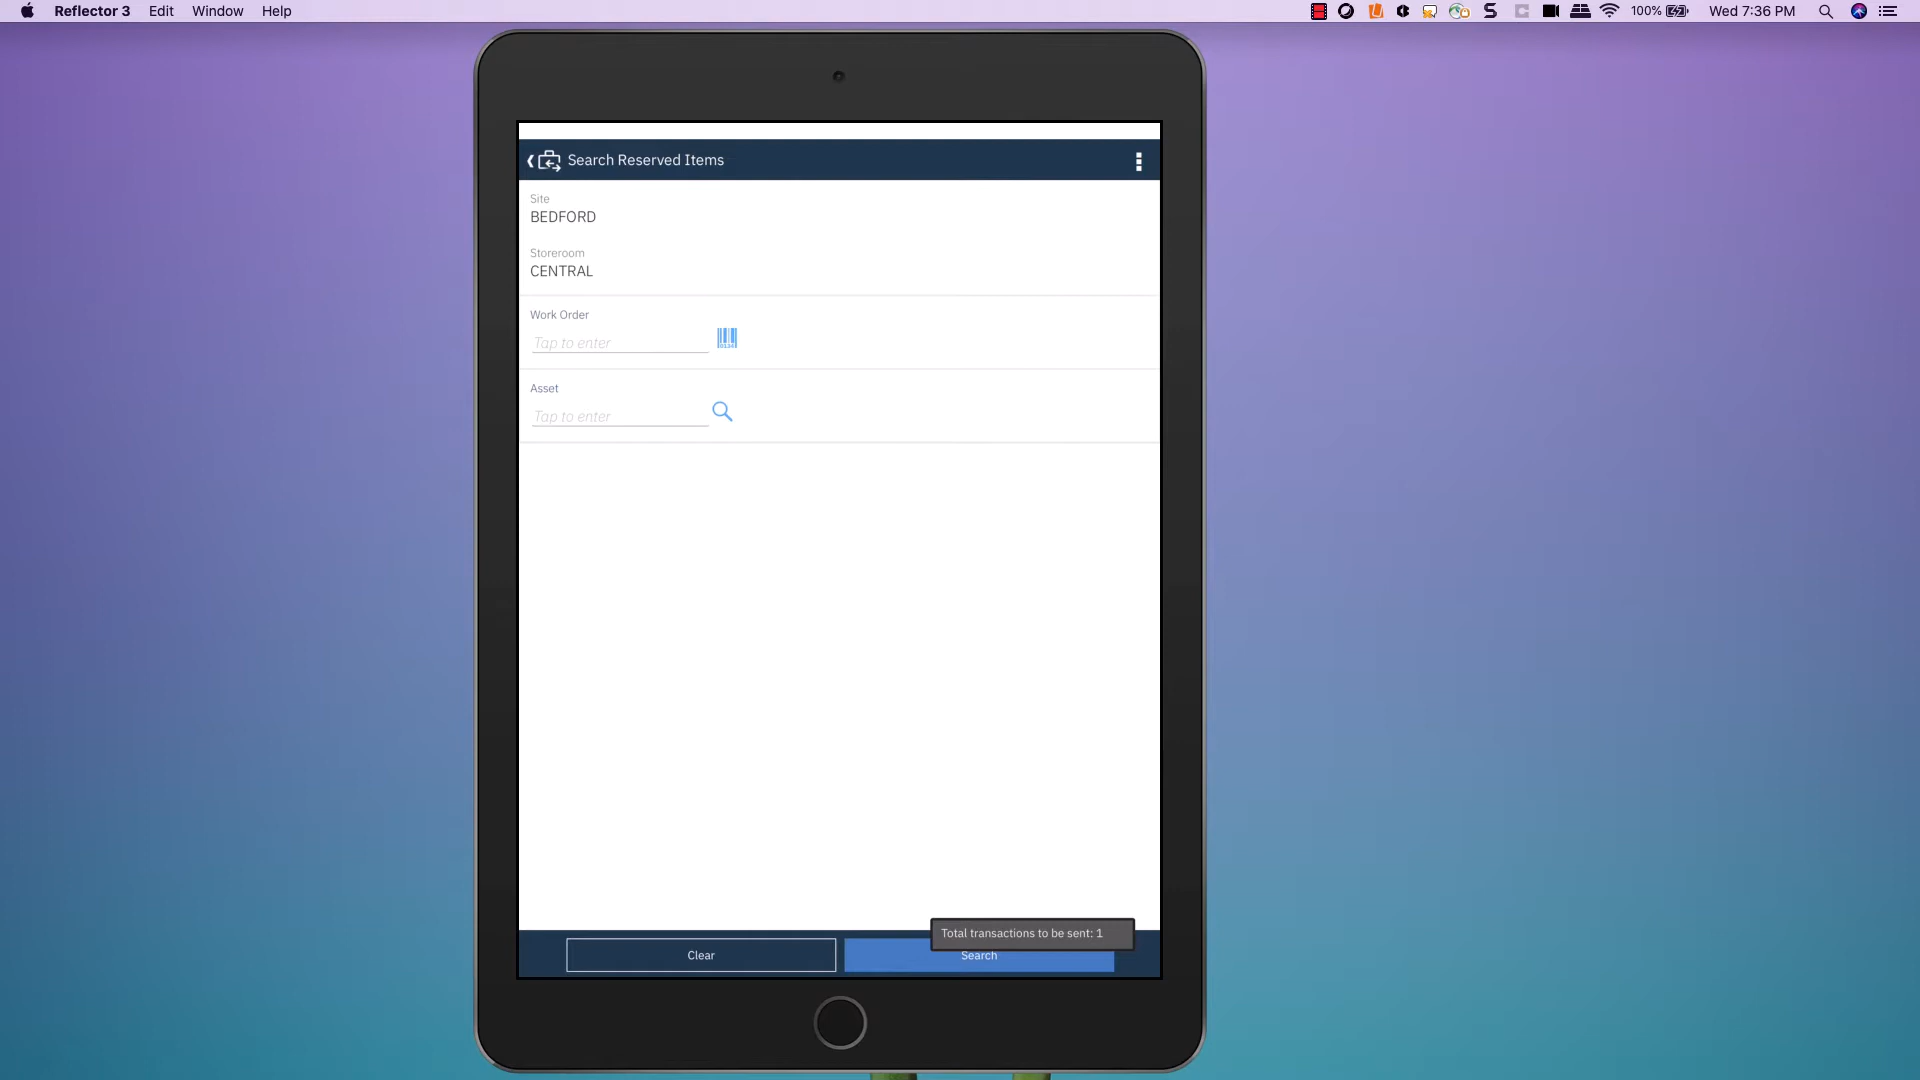 Reflector 3 Edit Window Help 100% Wed 7:36 PM
Search Reserved Items
Site
BEDFORD
Storeroom
CENTRAL
Work Order
Tap to enter
Asset
Tap to enter
Total transactions to be sent: 1
Clear Search